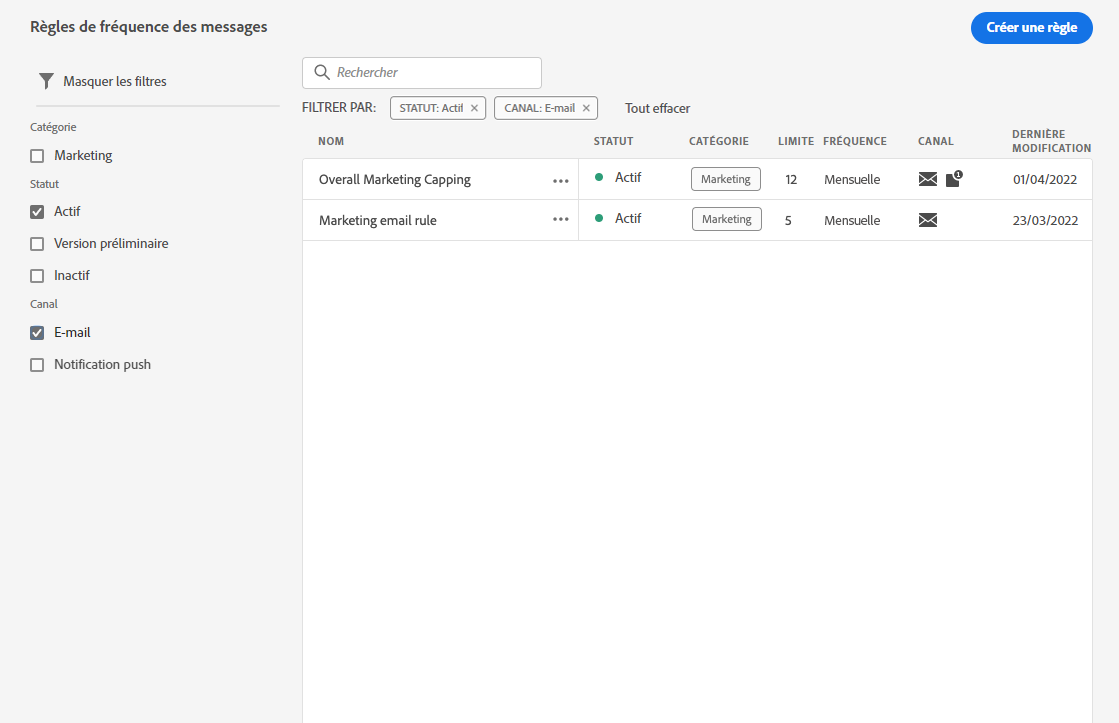 Règles de fréquence des messages
Créer une règle
Masquer les filtres
Rechercher
FILTRER PAR: STATUT: Actif × CANAL: E-mail × Tout effacer
Catégorie
Marketing
Statut
Actif
Version préliminaire
Inactif
Canal
E-mail
Notification push
NOM STATUT CATÉGORIE LIMITE FRÉQUENCE CANAL DERNIÈRE MODIFICATION
Overall Marketing Capping ••• Actif Marketing 12 Mensuelle 1 01/04/2022
Marketing email rule ••• Actif Marketing 5 Mensuelle 23/03/2022